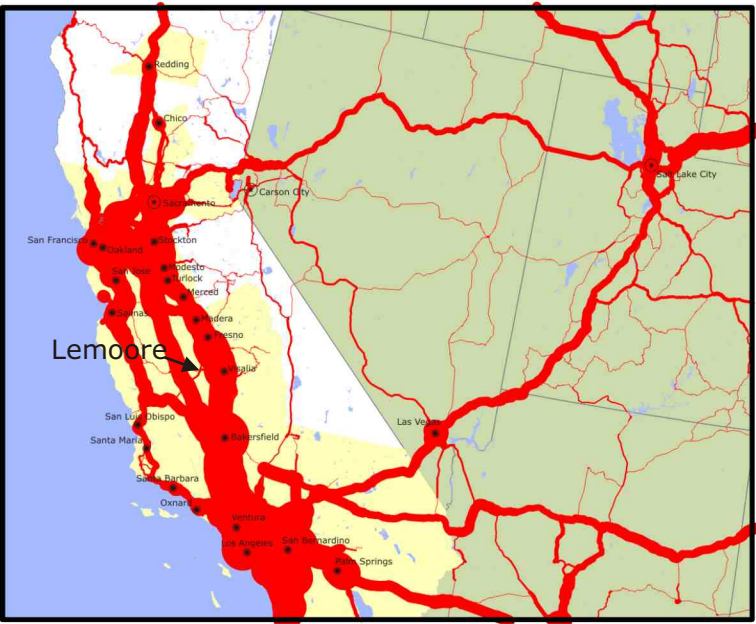 Redding
Chico
Salt Lake City
Carson City
Sacramento
San Francisco
Oakland
Stockton
Modesto
San Jose
Turlock
Merced
Salinas
Madera
Fresno
Lemoore
Visalia
San Luis Obispo
Las Vegas
Santa Maria
Bakersfield
Santa Barbara
Oxnard
Ventura
Los Angeles
San Bernardino
Palm Springs